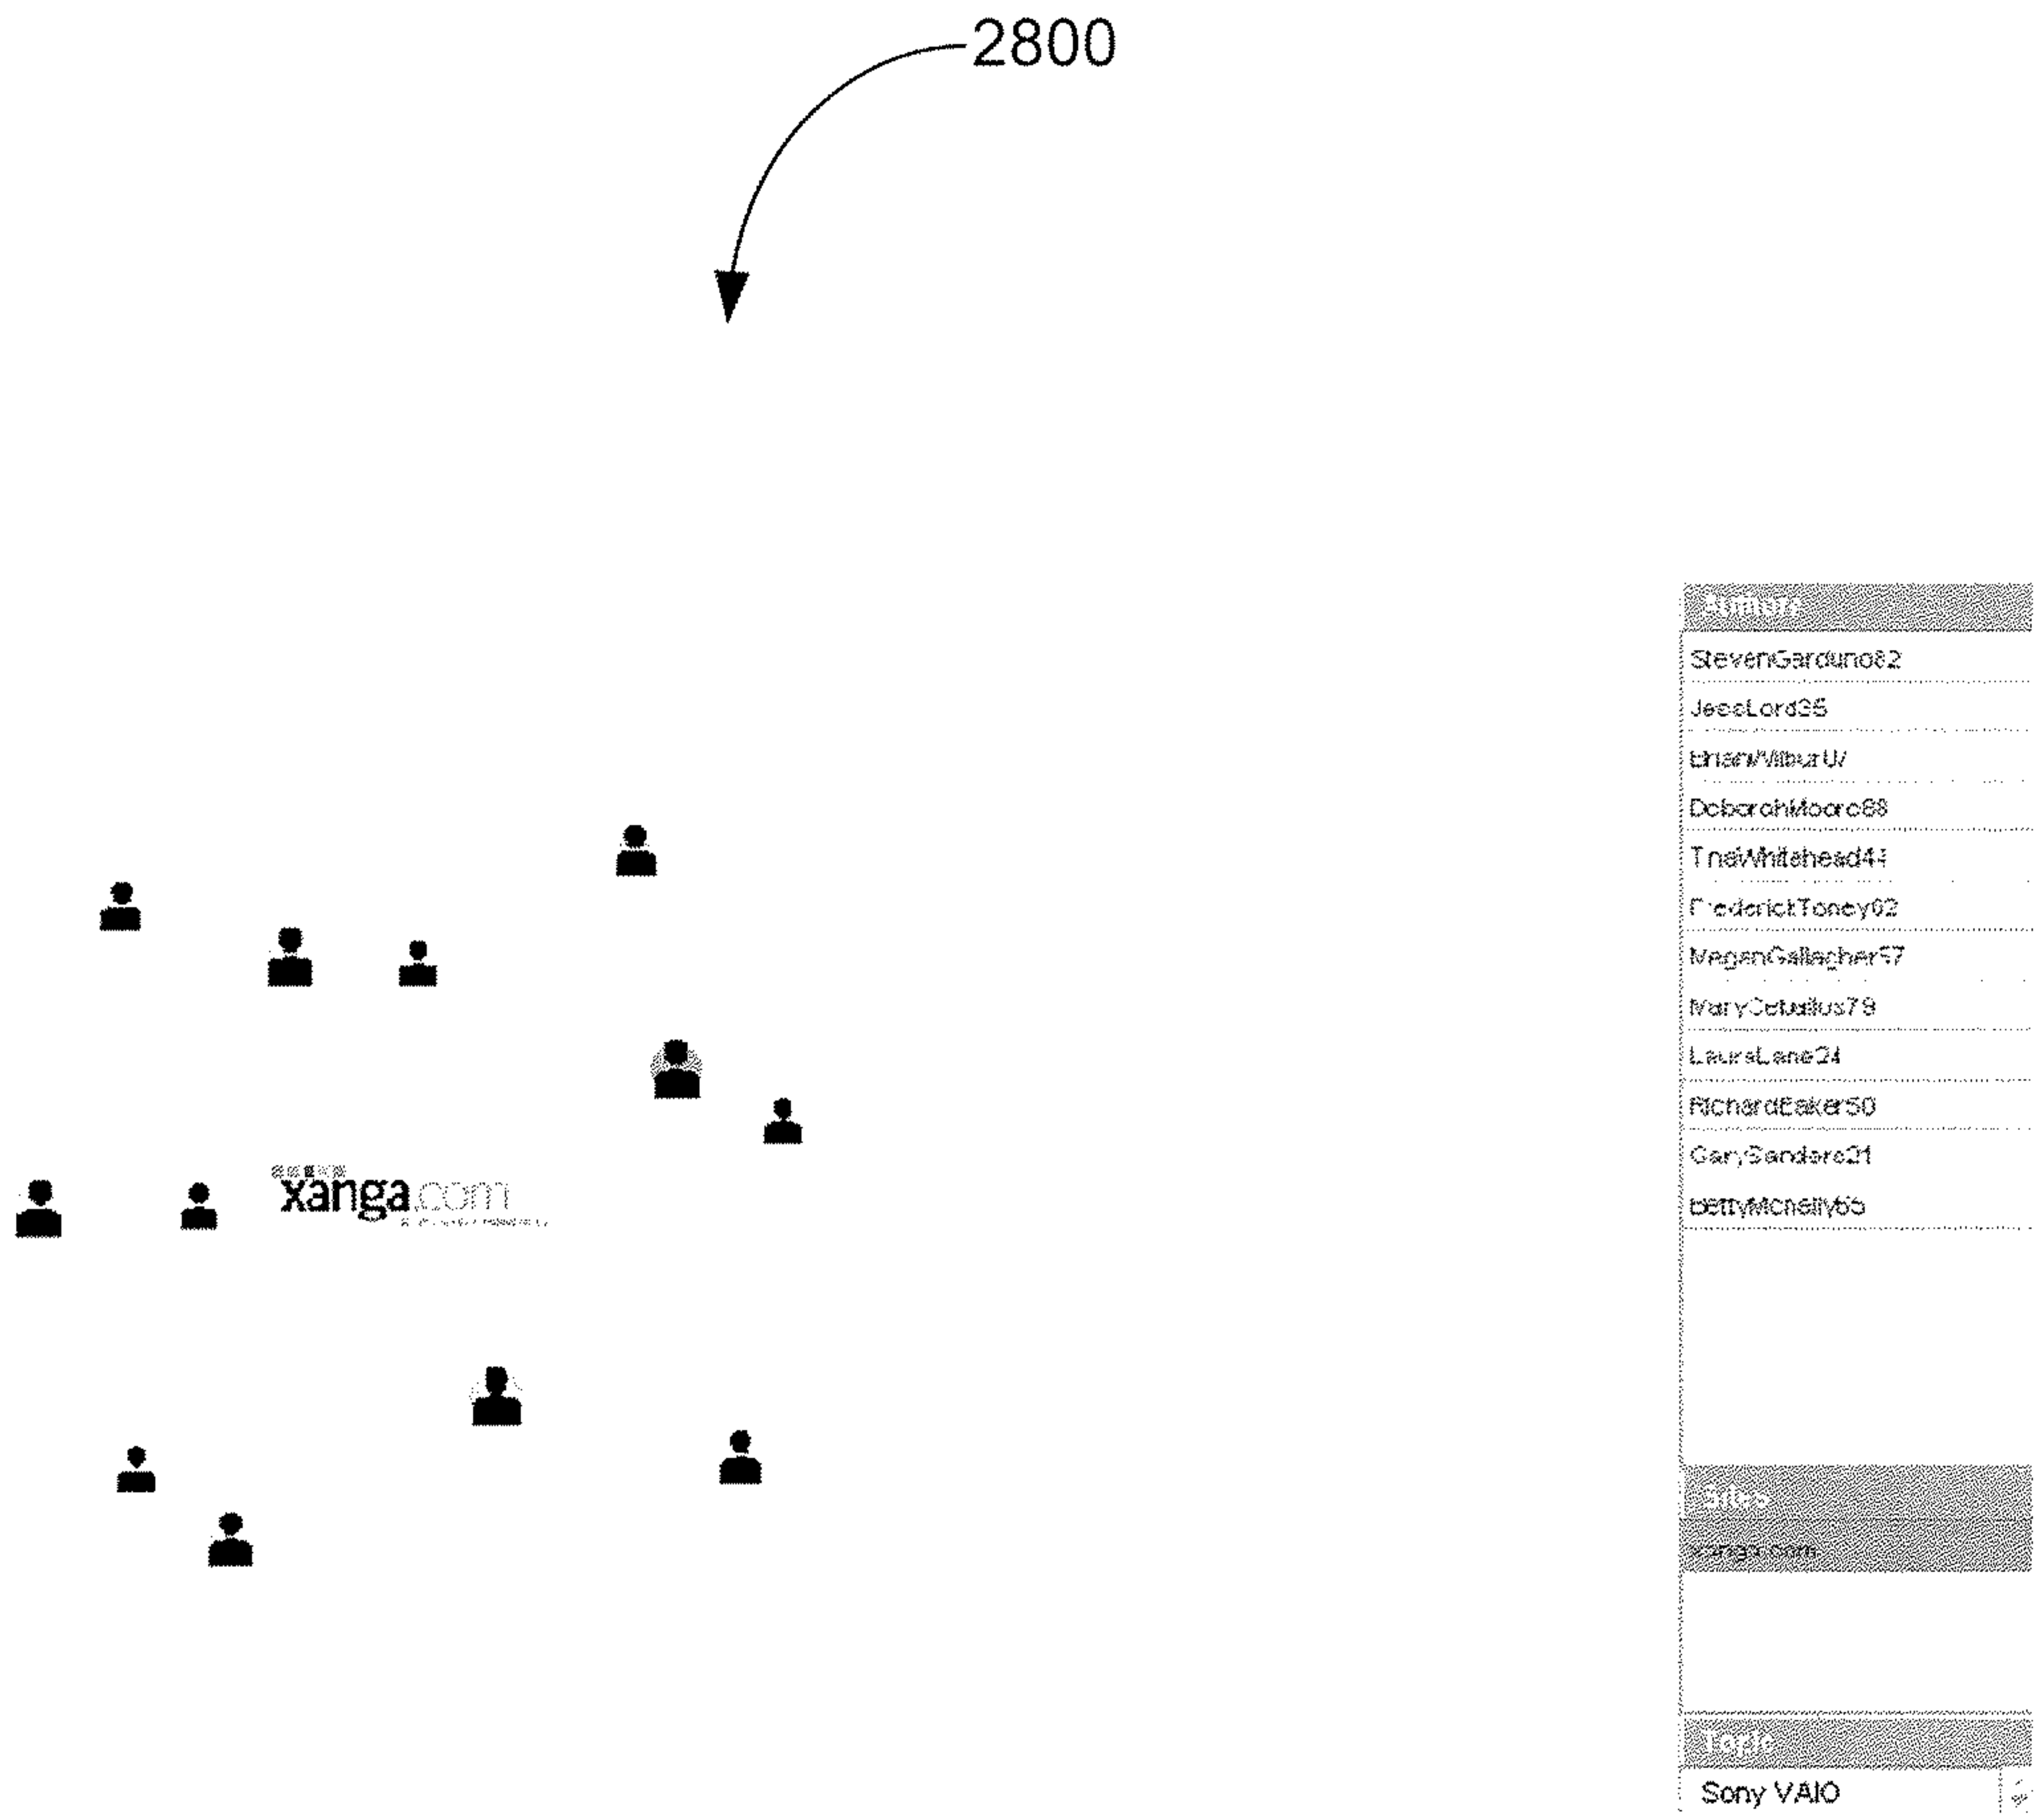 2800
Authors
StevenGarduno82
JessLord35
BrianWilbur07
DeborahMoore88
TinaWhitehead44
FrederickToney62
MeganGallagher57
MaryCeballos79
LauraLane24
RichardBaker50
GarySanders21
BettyMcnelly65
xanga.com
Sites
xanga.com
Topic
Sony VAIO